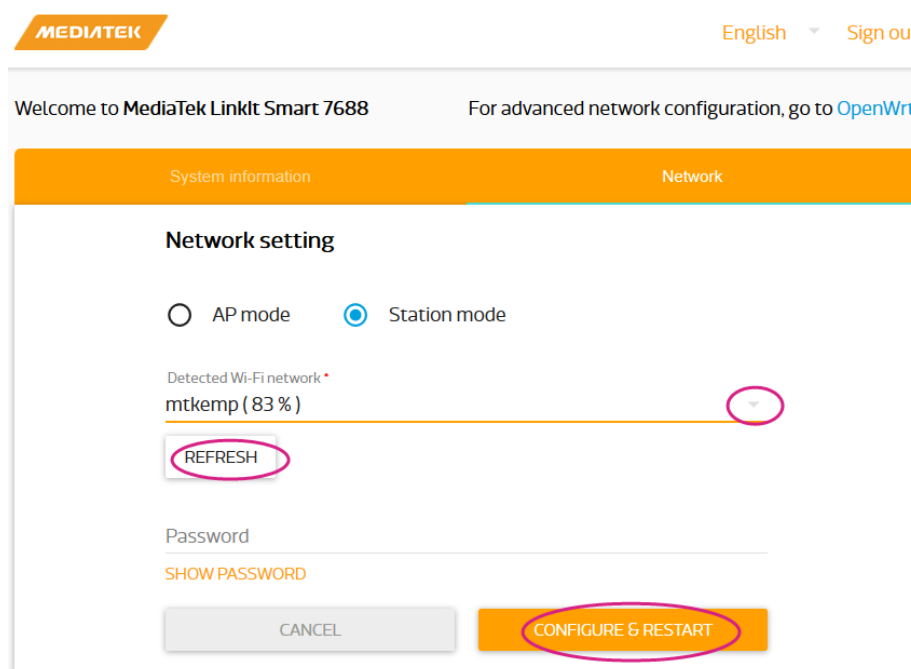 MEDIATEK
English Sign ou
Welcome to MediaTek LinkIt Smart 7688 For advanced network configuration, go to OpenWrt
System information Network
Network setting
AP mode Station mode
Detected Wi-Fi network *
mtkemp ( 83 % )
REFRESH
Password
SHOW PASSWORD
CANCEL CONFIGURE & RESTART